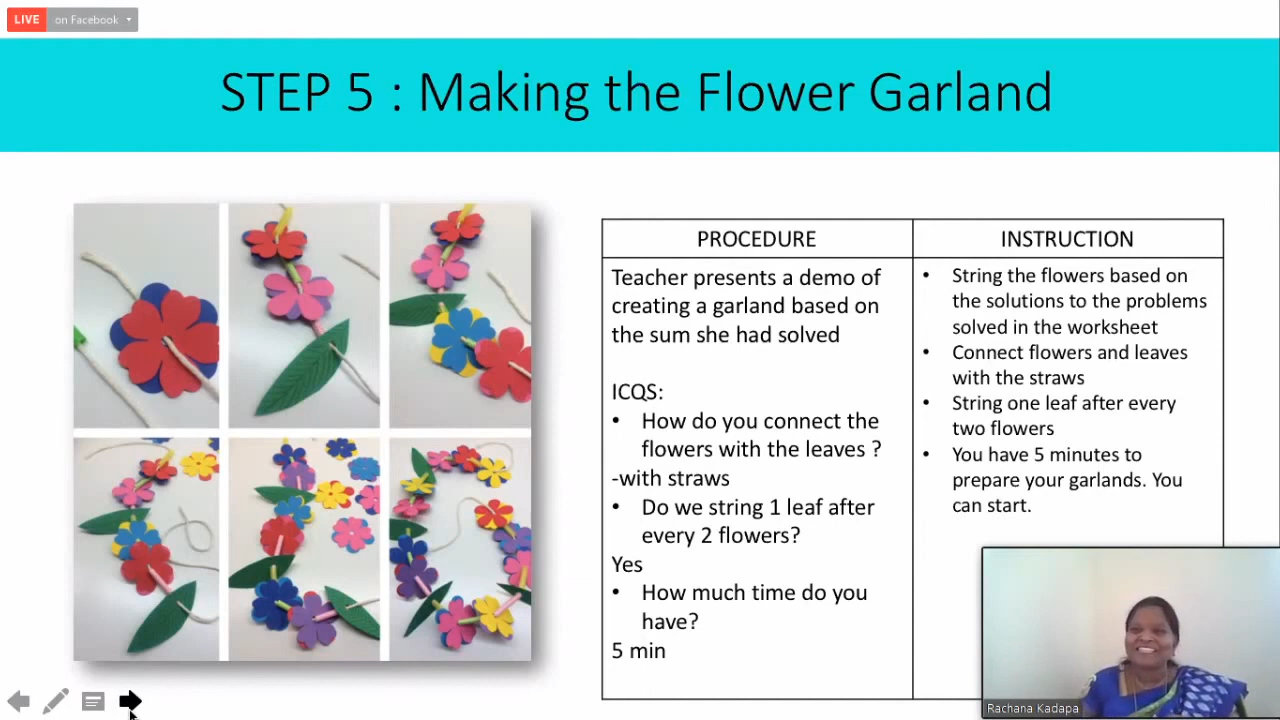 LIVE on Facebook
STEP 5 : Making the Flower Garland
PROCEDURE
Teacher presents a demo of
creating a garland based on
the sum she had solved
ICQS:
• How do you connect the
flowers with the leaves ?
-with straws
• Do we string 1 leaf after
every 2 flowers?
Yes
• How much time do you
have?
5 min
INSTRUCTION
• String the flowers based on
the solutions to the problems
solved in the worksheet
• Connect flowers and leaves
with the straws
• String one leaf after every
two flowers
• You have 5 minutes to
prepare your garlands. You
can start.
Rachana Kadapa